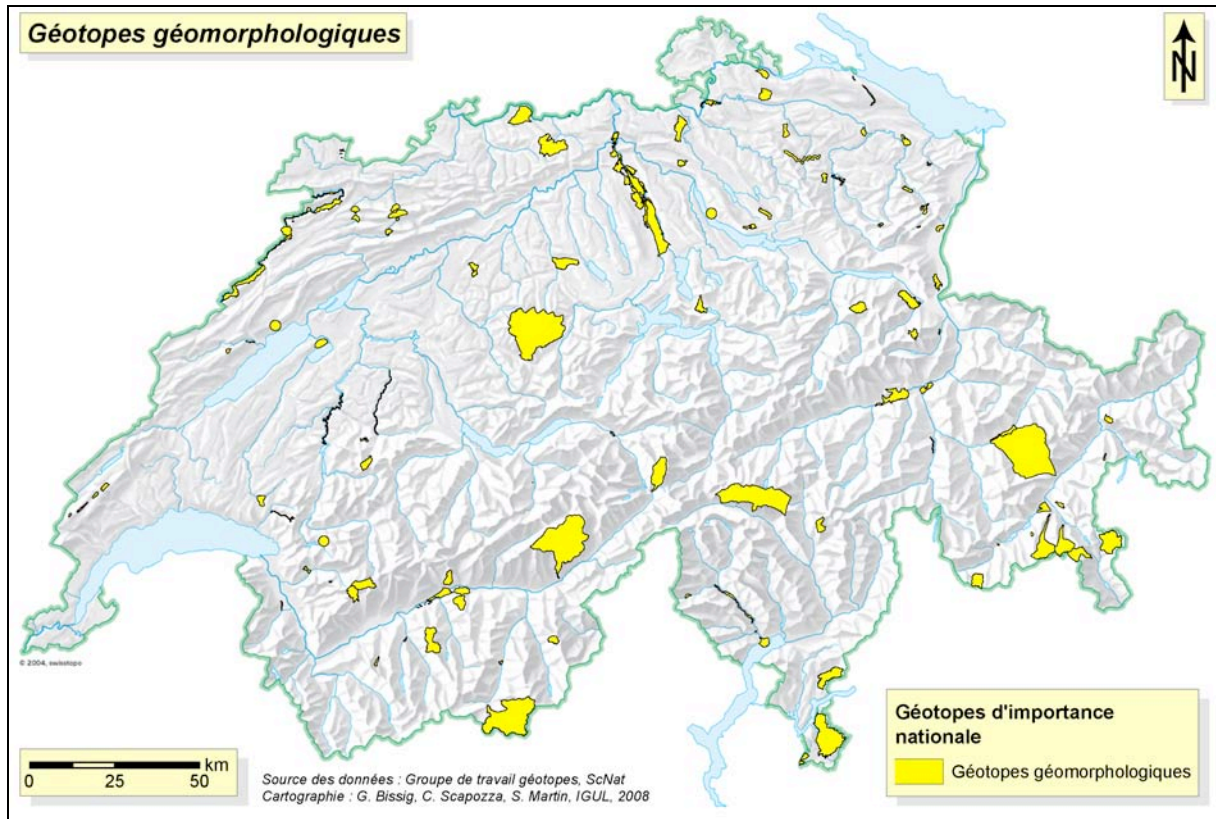 Géotopes géomorphologiques
N
© 2004, swisstopo
km
0 25 50
Source des données : Groupe de travail géotopes, ScNat
Cartographie : G. Bissig, C. Scapozza, S. Martin, IGUL, 2008
Géotopes d'importance
nationale
Géotopes géomorphologiques